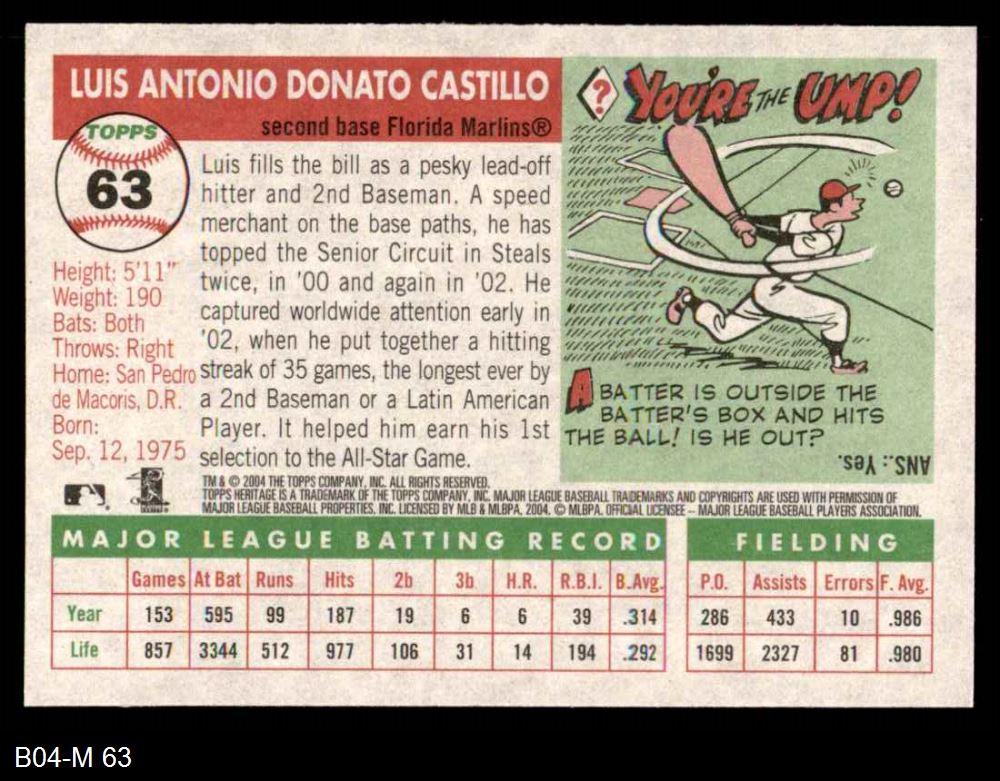 LUIS ANTONIO DONATO CASTILLO
second base Florida Marlins®
TOPPS
63
Height: 5'11"
Weight: 190
Bats: Both
Throws: Right
Home: San Pedro
de Macoris, D.R.
Born:
Sep. 12, 1975
Luis fills the bill as a pesky lead-off
hitter and 2nd Baseman. A speed
merchant on the base paths, he has
topped the Senior Circuit in Steals
twice, in '00 and again in '02. He
captured worldwide attention early in
'02, when he put together a hitting
streak of 35 games, the longest ever by
a 2nd Baseman or a Latin American
Player. It helped him earn his 1st
selection to the All-Star Game.
? YOU'RE THE UMP!
A BATTER IS OUTSIDE THE
BATTER'S BOX AND HITS
THE BALL! IS HE OUT?
ANS.: Yes.
TM & © 2004 THE TOPPS COMPANY, INC. ALL RIGHTS RESERVED.
TOPPS HERITAGE IS A TRADEMARK OF THE TOPPS COMPANY, INC. MAJOR LEAGUE BASEBALL TRADEMARKS AND COPYRIGHTS ARE USED WITH PERMISSION OF
MAJOR LEAGUE BASEBALL PROPERTIES, INC. LICENSED BY MLB & MLBPA, 2004. © MLBPA. OFFICIAL LICENSEE – MAJOR LEAGUE BASEBALL PLAYERS ASSOCIATION.
MAJOR LEAGUE BATTING RECORD FIELDING
Games At Bat Runs Hits 2b 3b H.R. R.B.I. B.Avg. P.O. Assists Errors F. Avg.
Year 153 595 99 187 19 6 6 39 .314 286 433 10 .986
Life 857 3344 512 977 106 31 14 194 .292 1699 2327 81 .980
B04-M 63